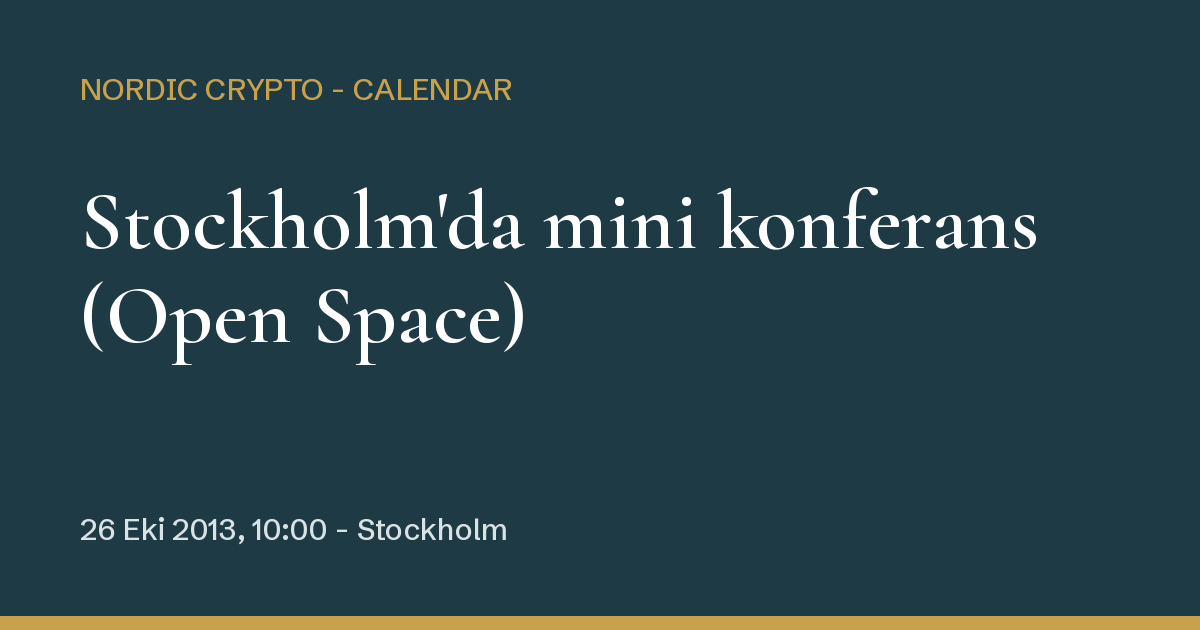 NORDIC CRYPTO - CALENDAR
Stockholm'da mini konferans
(Open Space)
26 Eki 2013, 10:00 - Stockholm